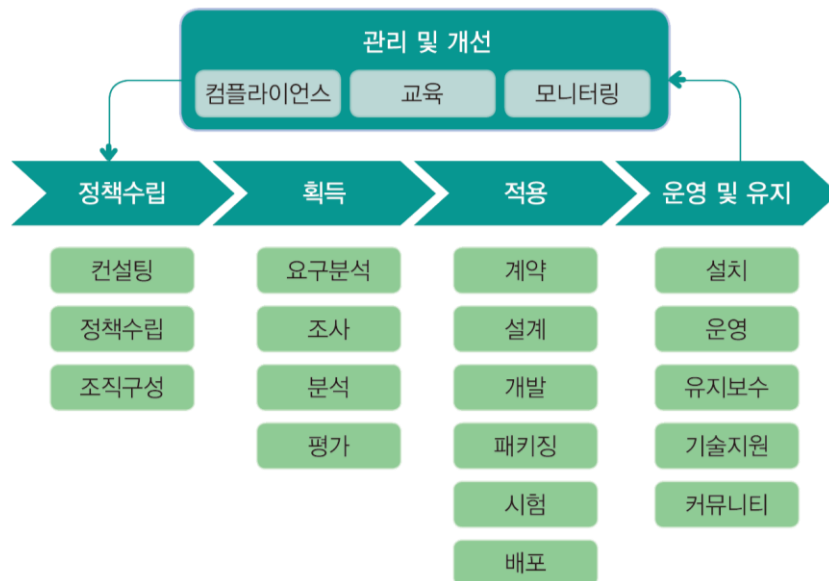 관리 및 개선
컴플라이언스 교육 모니터링
정책수립 획득 적용 운영 및 유지
컨설팅 요구분석 계약 설치
정책수립 조사 설계 운영
조직구성 분석 개발 유지보수
평가 패키징 기술지원
시험 커뮤니티
배포